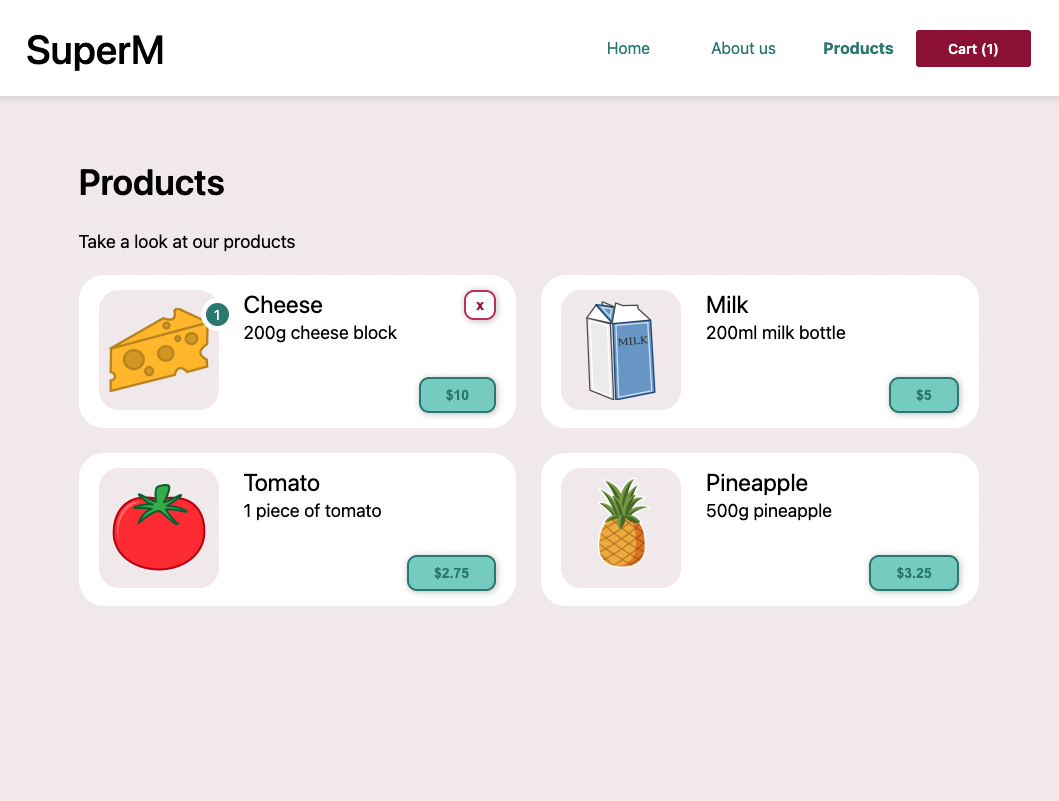 SuperM
Home
About us
Products
Cart (1)
Products
Take a look at our products
1
Cheese
x
200g cheese block
$10
Milk
200ml milk bottle
MILK
$5
Tomato
1 piece of tomato
$2.75
Pineapple
500g pineapple
$3.25